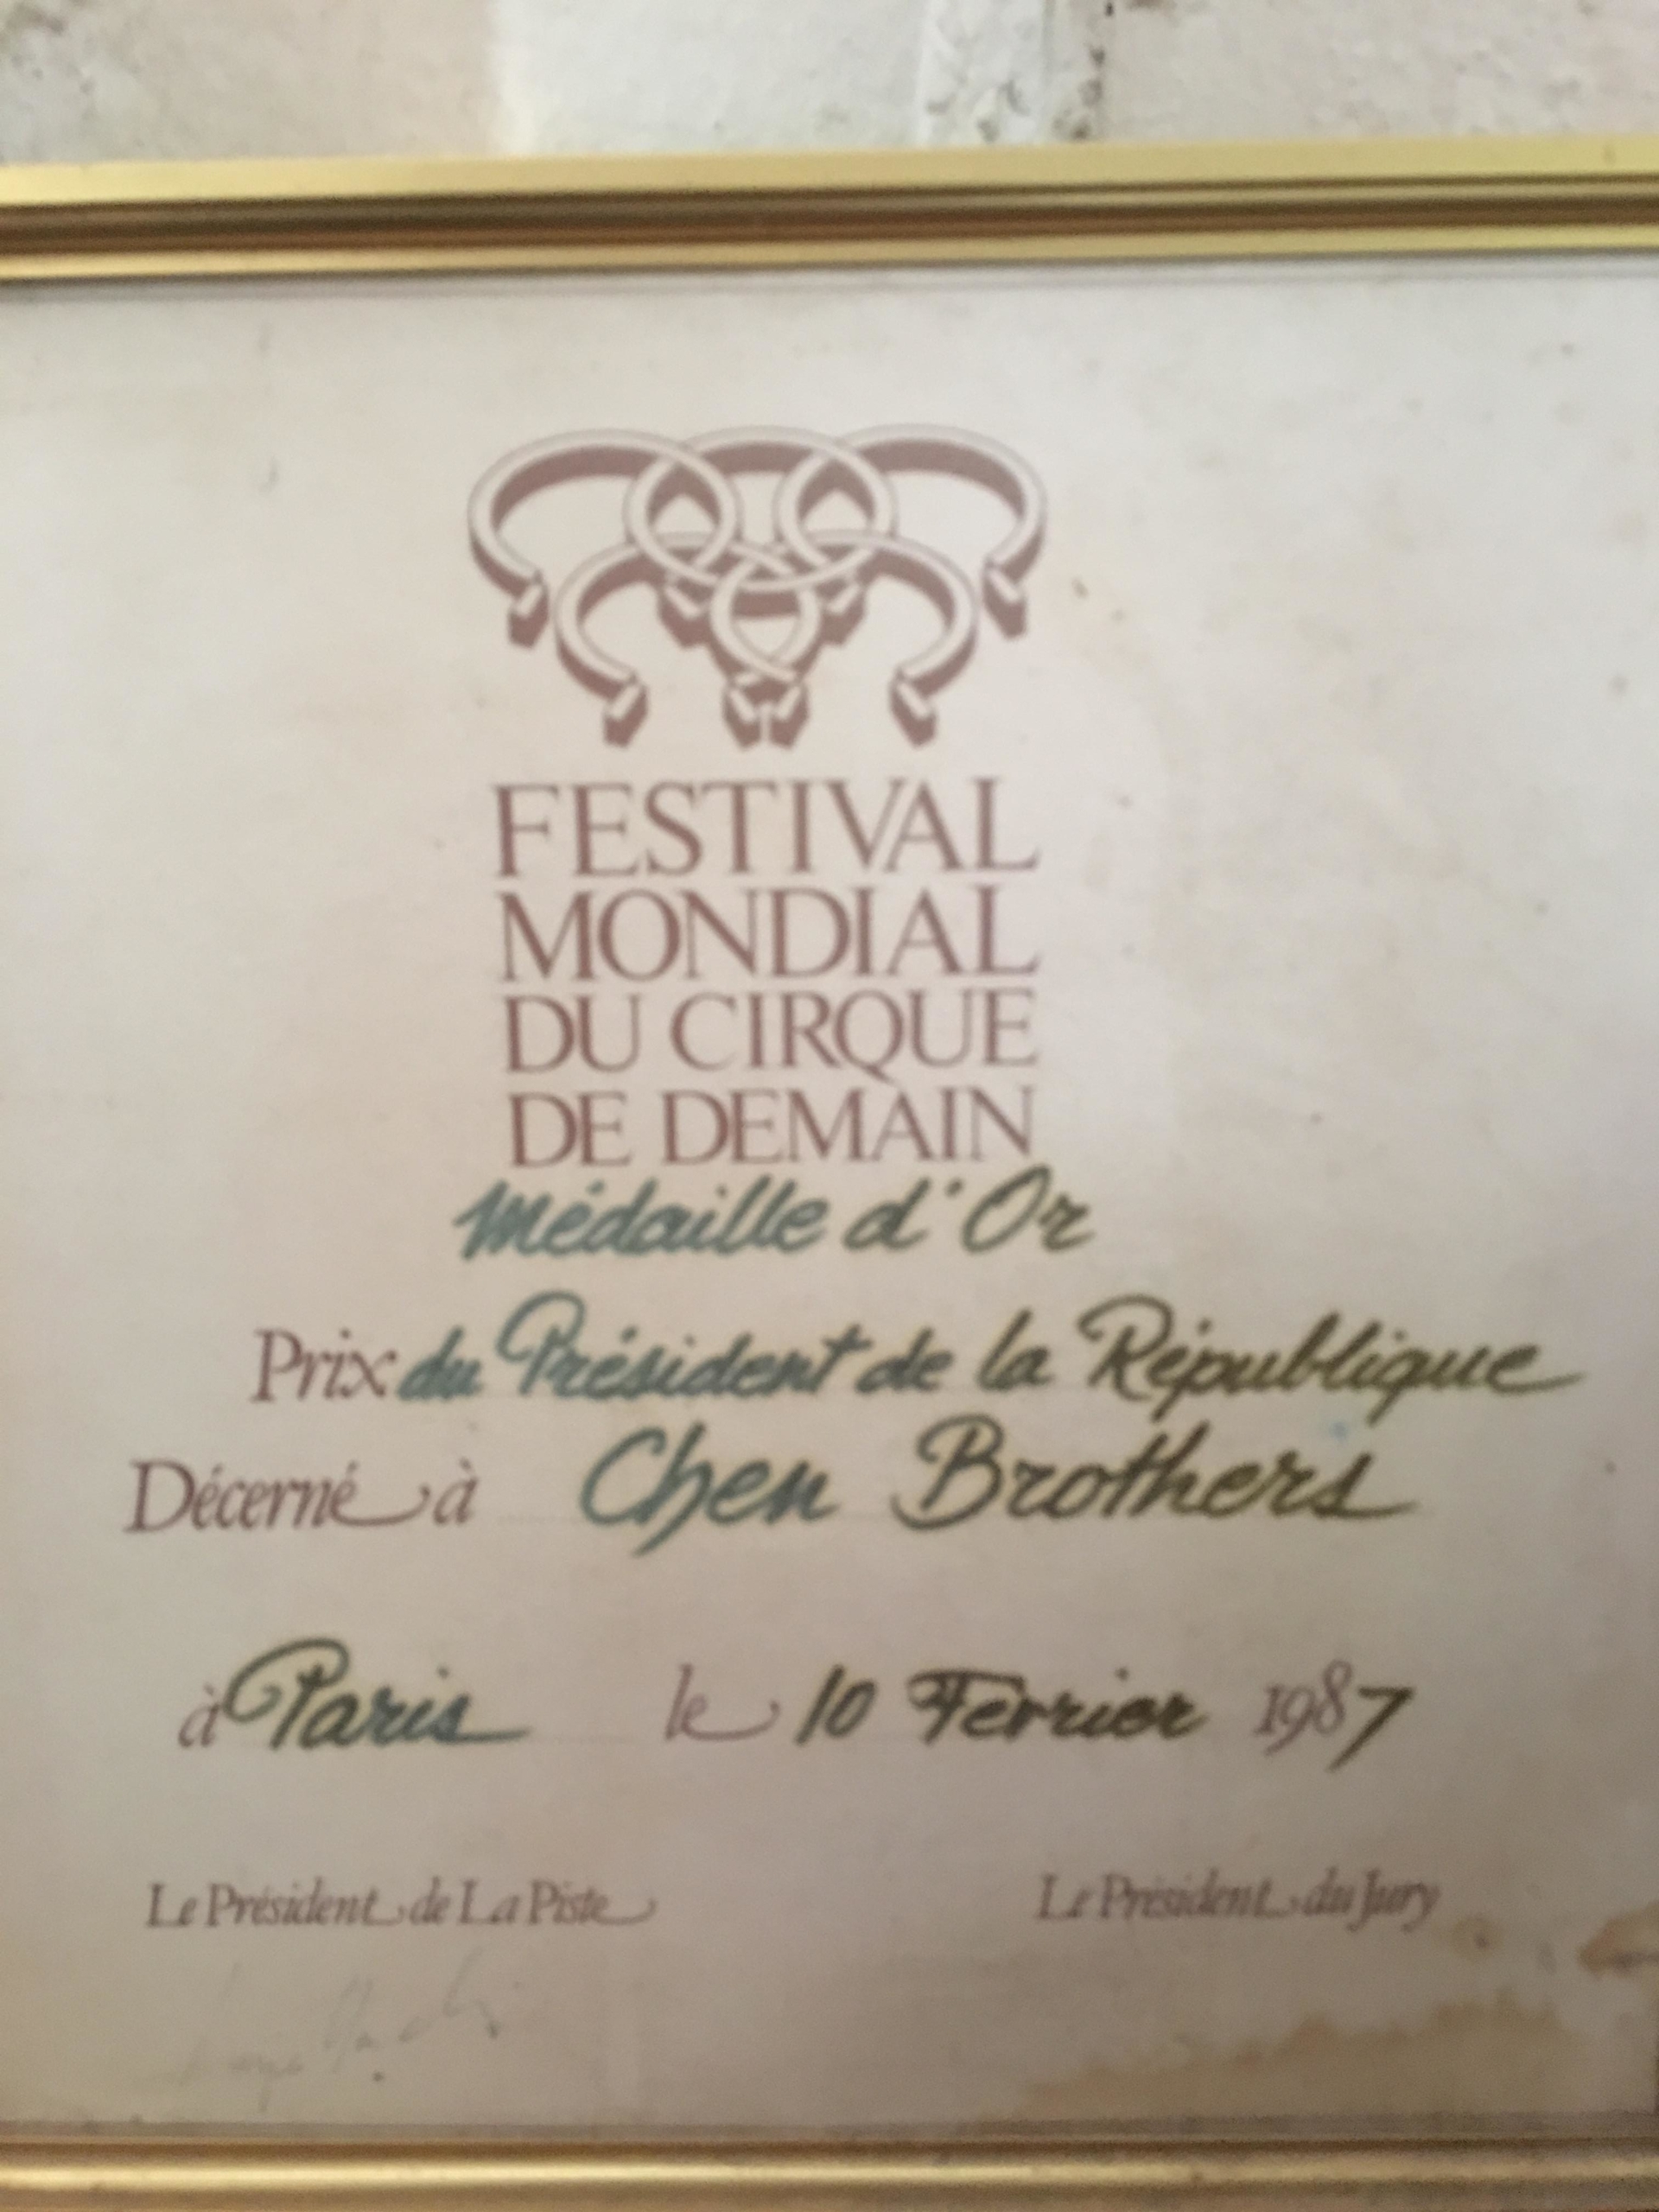 FESTIVAL
MONDIAL
DU CIRQUE
DE DEMAIN
Médaille d'Or
Prix du Président de la République
Décerné à Chen Brothers
à Paris le 10 Février 1987
Le Président de La Piste
Le Président du Jury